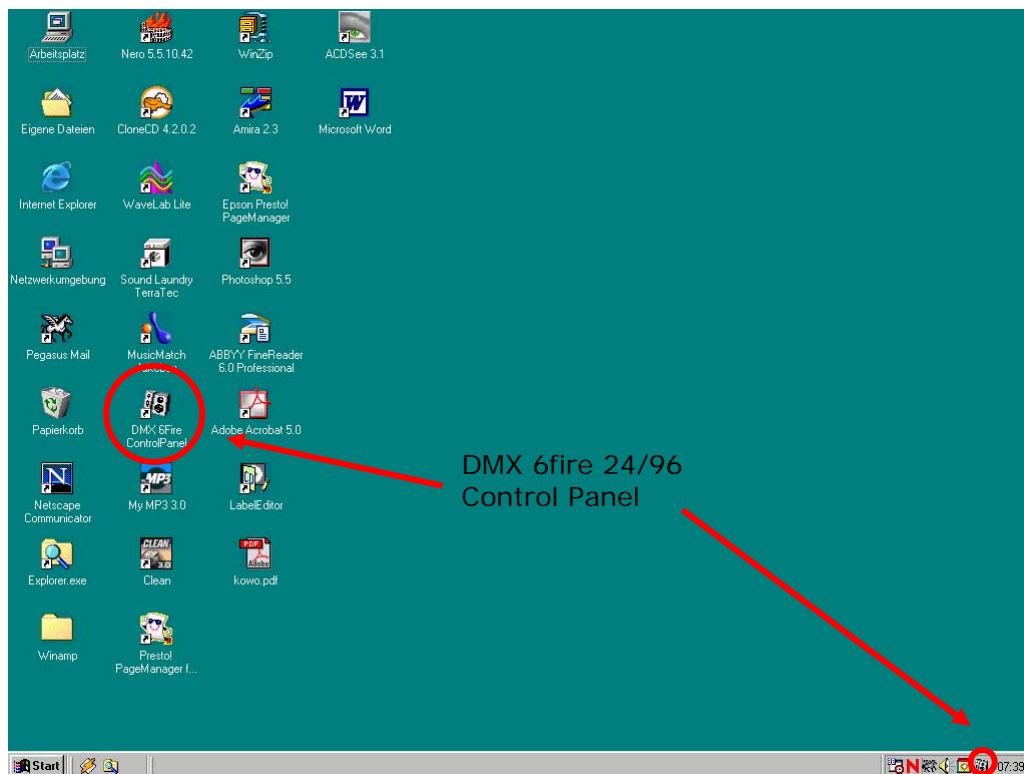 Arbeitsplatz
Nero 5.5.10.42
WinZip
ACDSee 3.1
Eigene Dateien
CloneCD 4.2.0.2
Amira 2.3
Microsoft Word
Internet Explorer
WaveLab Lite
Epson Presto!
PageManager
Netzwerkumgebung
Sound Laundry
TerraTec
Photoshop 5.5
Pegasus Mail
MusicMatch
ABBYY FineReader
6.0 Professional
Papierkorb
DMX 6Fire
ControlPanel
Adobe Acrobat 5.0
DMX 6fire 24/96
Control Panel
Netscape
Communicator
My MP3 3.0
LabelEditor
Explorer.exe
Clean
kowo.pdf
Winamp
Presto!
PageManager f...
Start
07:39